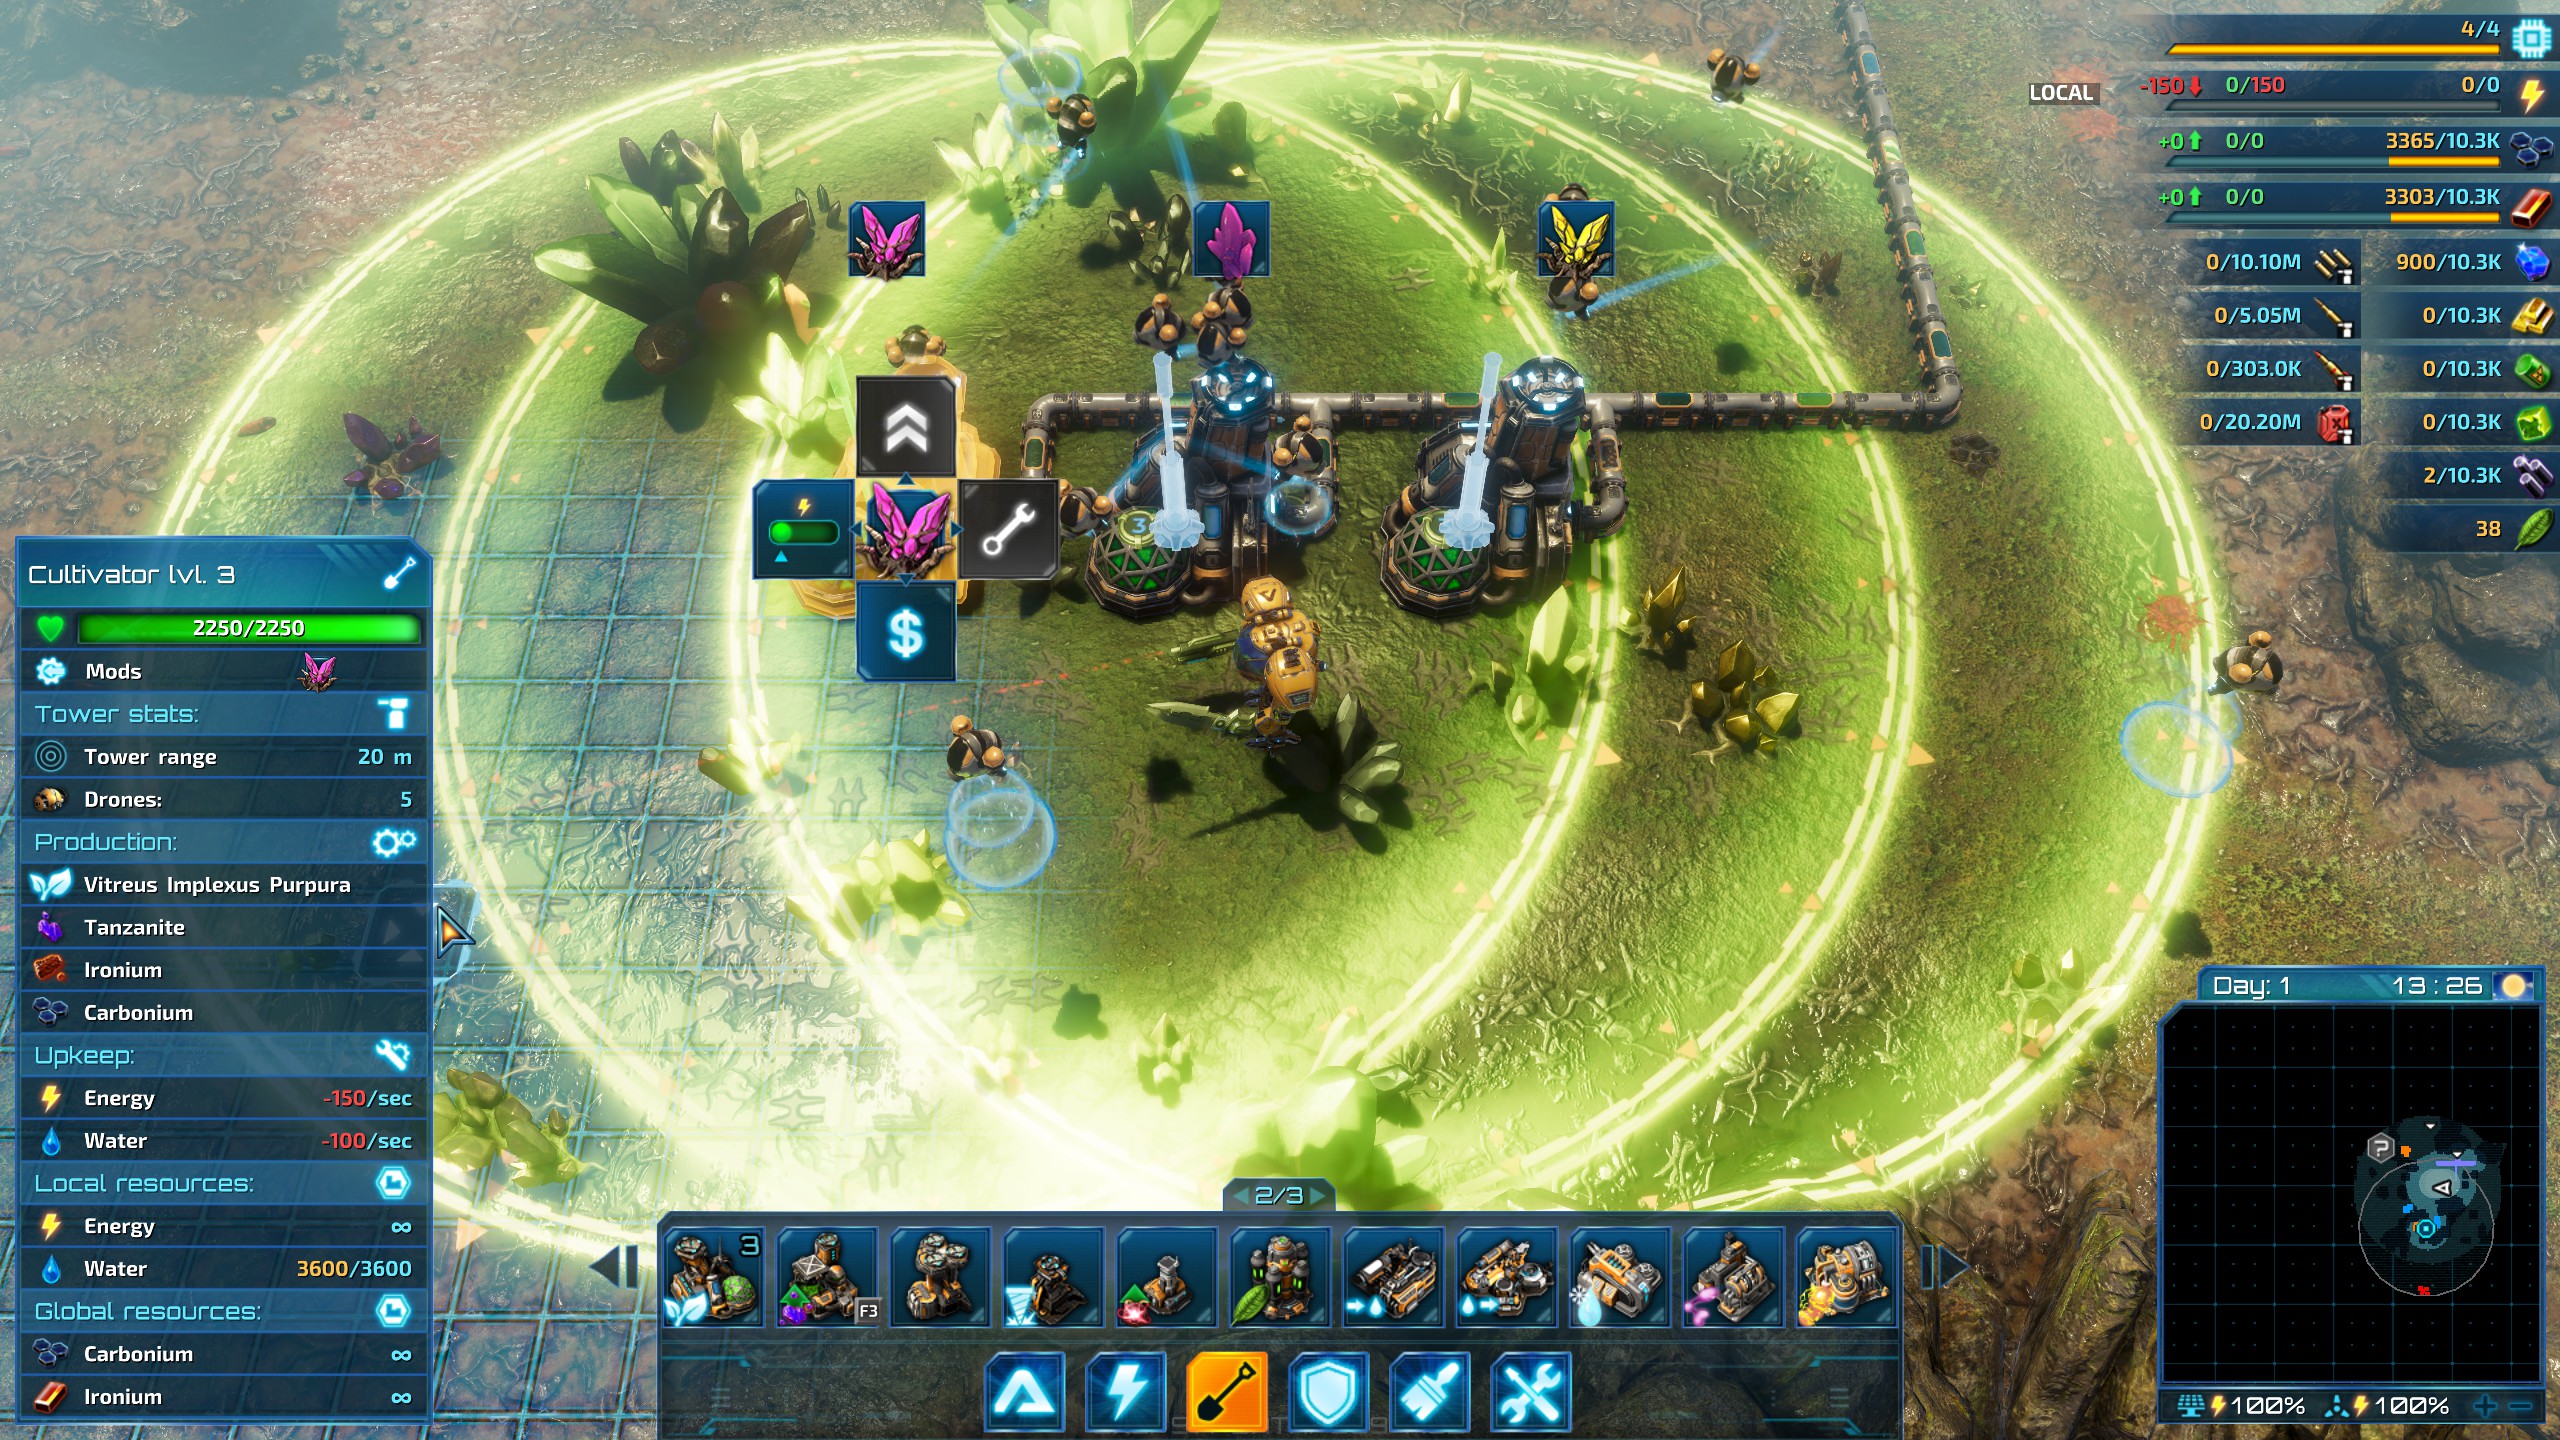 4/4
LOCAL
-150 0/150 0/0
+0 0/0 3365/10.3K
+0 0/0 3303/10.3K
0/10.10M 900/10.3K
0/5.05M 0/10.3K
0/303.0K 0/10.3K
0/20.20M 0/10.3K
2/10.3K
38
3
Cultivator lvl. 3
2250/2250
Mods
Tower stats:
Tower range 20 m
Drones: 5
Production:
Vitreus Implexus Purpura
Tanzanite
Ironium
Carbonium
Upkeep:
Energy -150/sec
Water -100/sec
Local resources:
Energy ∞
Water 3600/3600
Global resources:
Carbonium ∞
Ironium ∞
2/3
3
F3
Day: 1 13:26
?
100% 100%